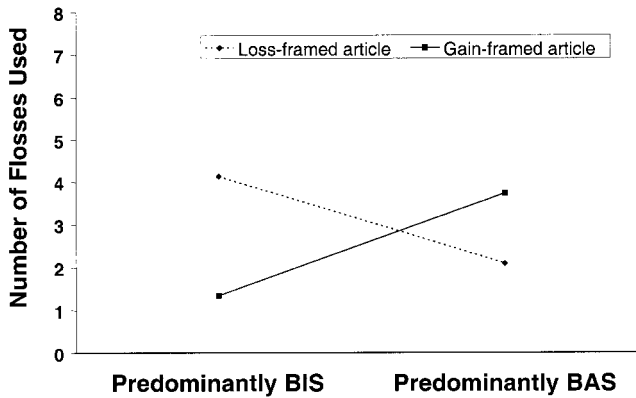 Number of Flosses Used
8
7
6
5
4
3
2
1
0
Loss-framed article
Gain-framed article
Predominantly BIS
Predominantly BAS